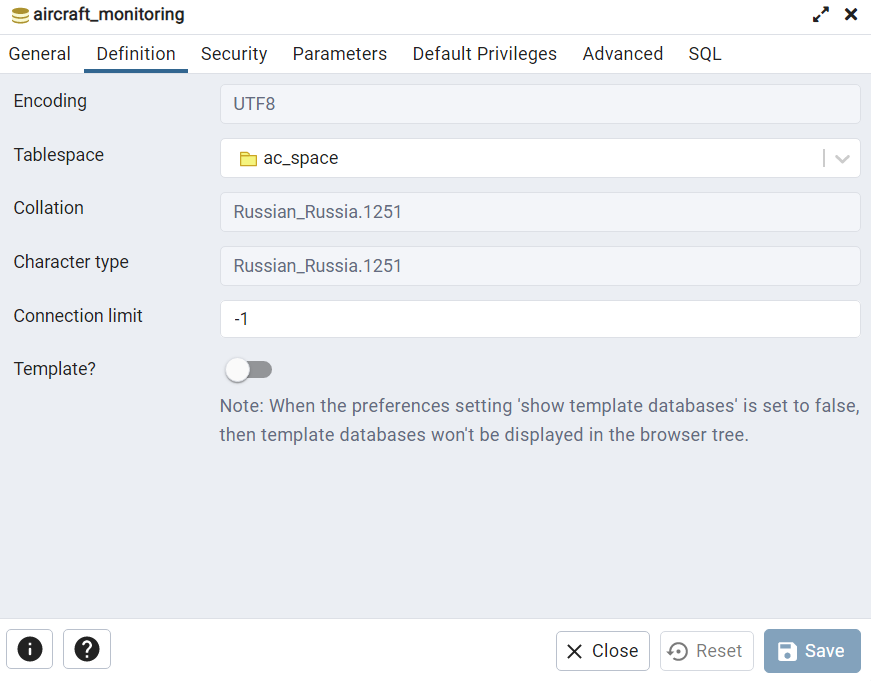 aircraft_monitoring
General Definition Security Parameters Default Privileges Advanced SQL
Encoding UTF8
Tablespace ac_space
Collation Russian_Russia.1251
Character type Russian_Russia.1251
Connection limit -1
Template?
Note: When the preferences setting 'show template databases' is set to false,
then template databases won't be displayed in the browser tree.
Close Reset Save